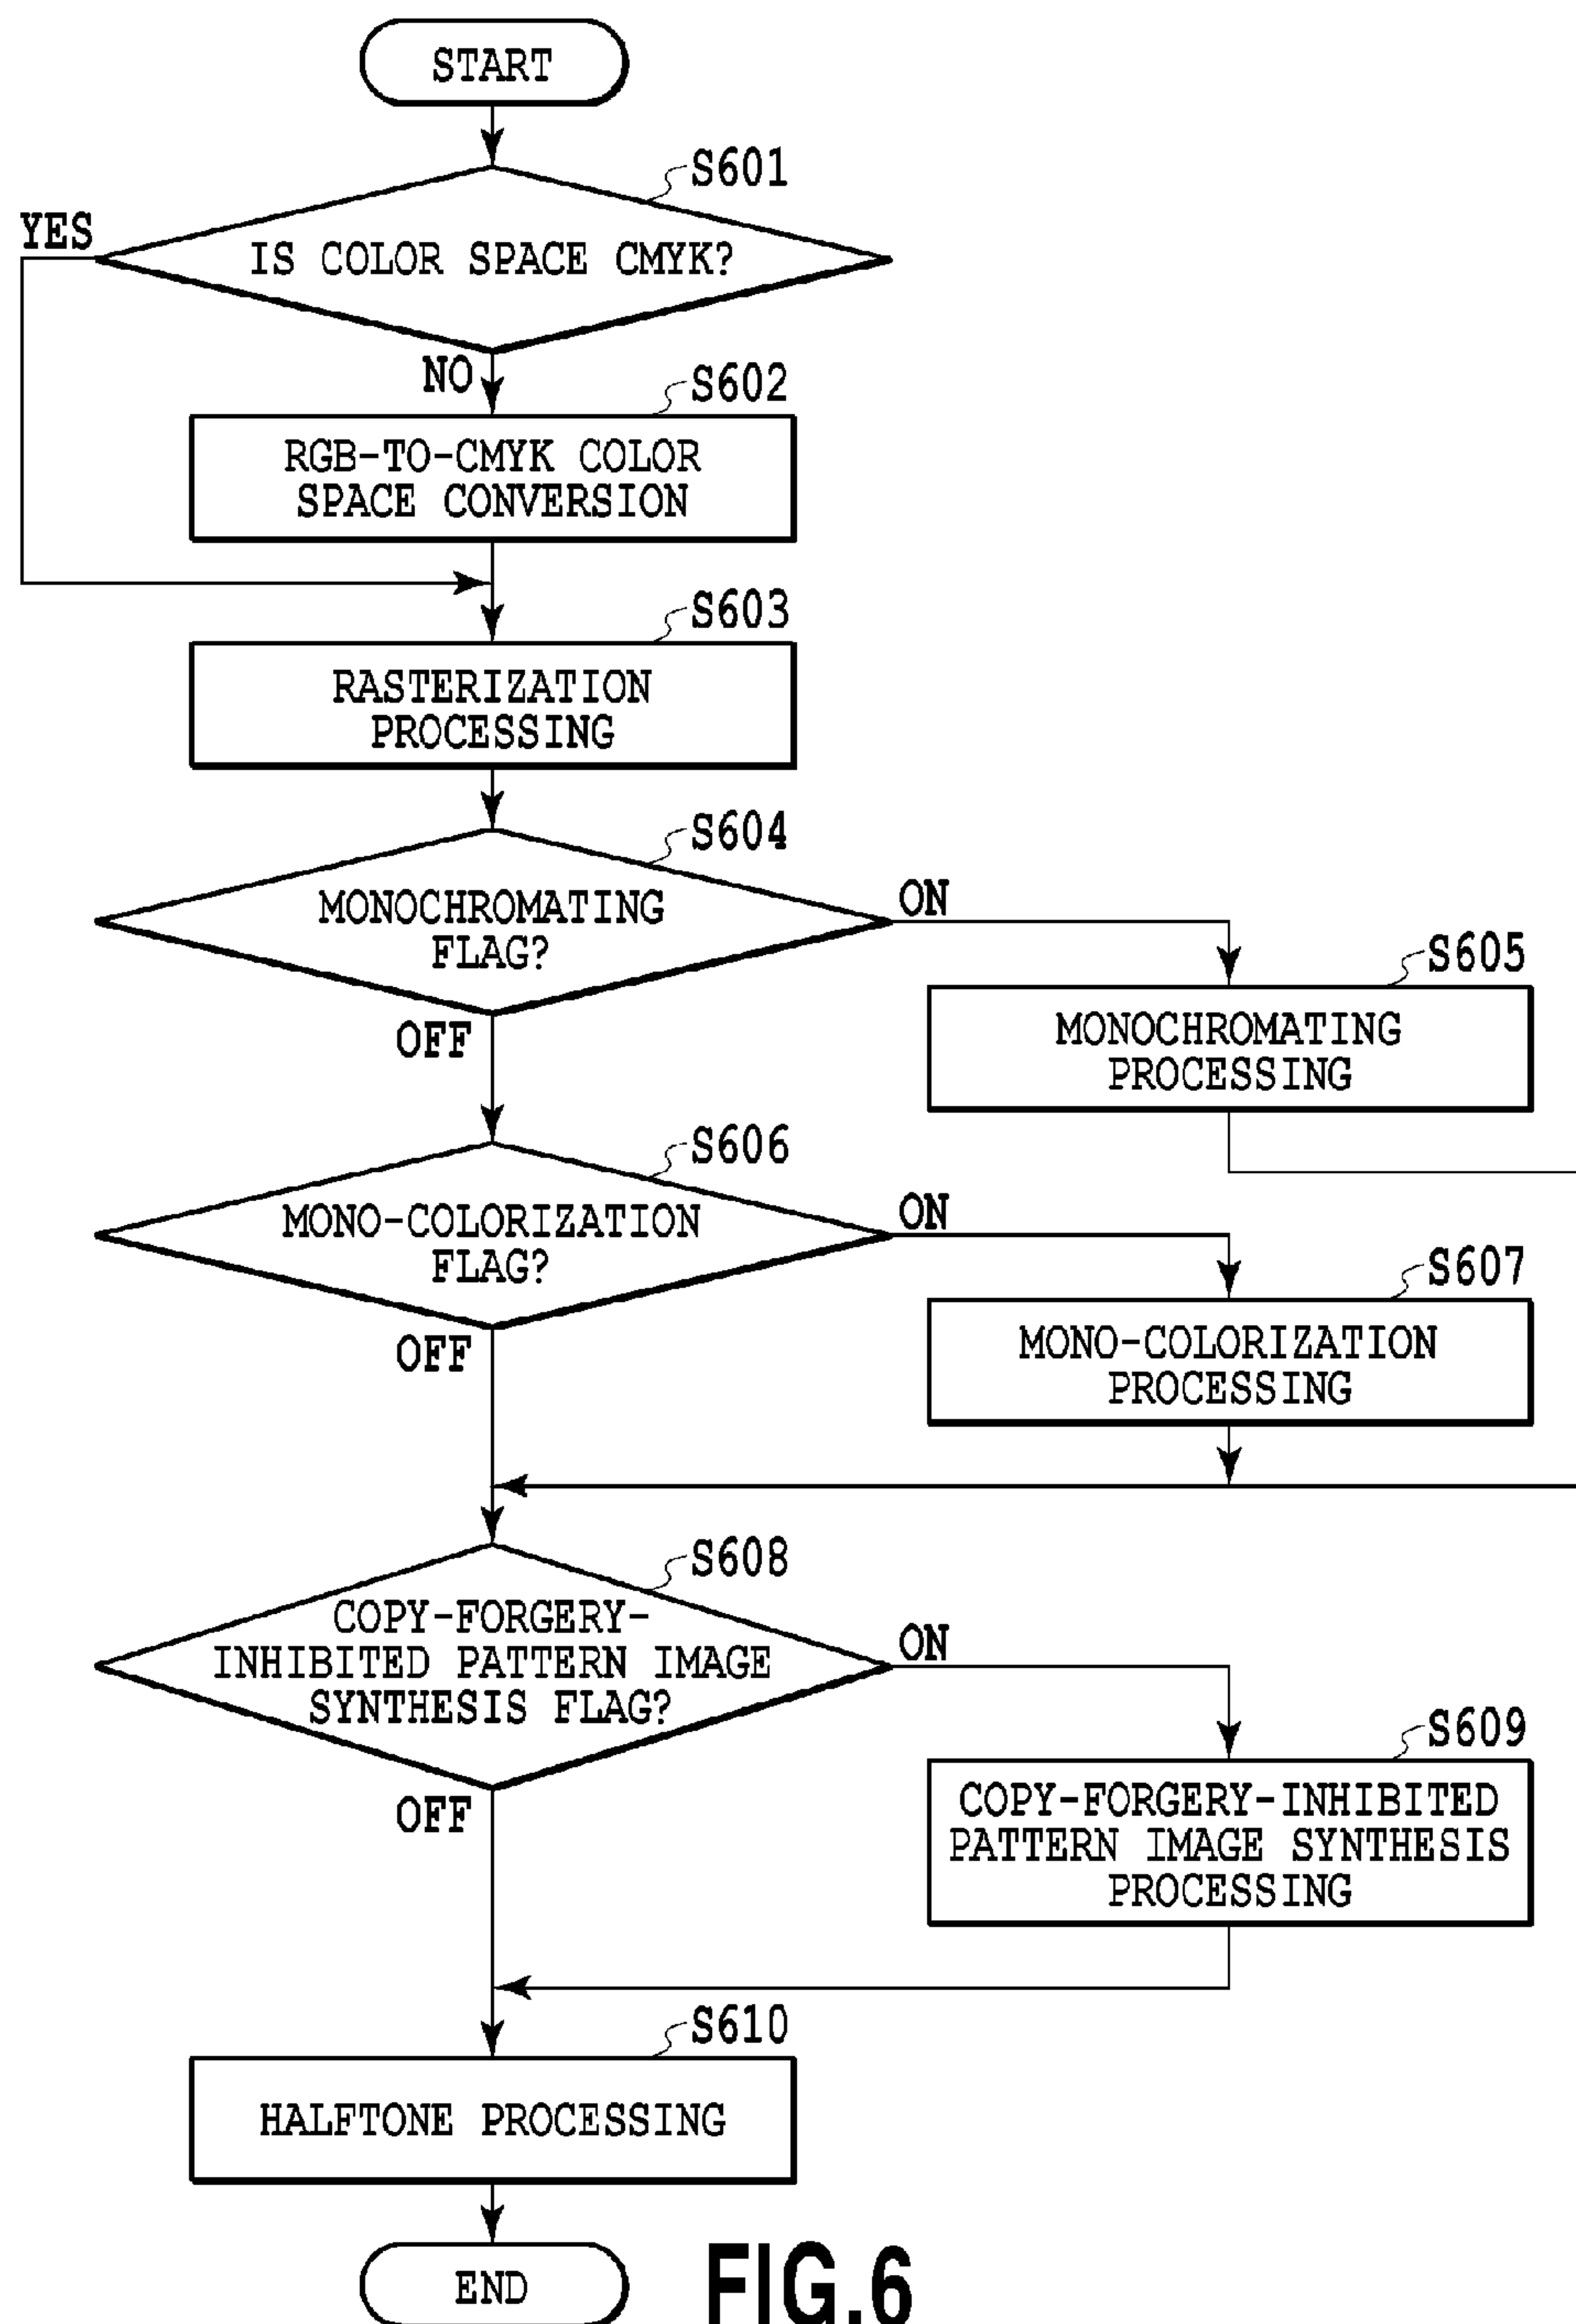 START
S601
YES
IS COLOR SPACE CMYK?
NO
S602
RGB-TO-CMYK COLOR
SPACE CONVERSION
S603
RASTERIZATION
PROCESSING
S604
MONOCHROMATING
FLAG?
ON
S605
MONOCHROMATING
PROCESSING
OFF
S606
MONO-COLORIZATION
FLAG?
ON
S607
MONO-COLORIZATION
PROCESSING
OFF
S608
COPY-FORGERY-
INHIBITED PATTERN IMAGE
SYNTHESIS FLAG?
ON
S609
COPY-FORGERY-INHIBITED
PATTERN IMAGE SYNTHESIS
PROCESSING
OFF
S610
HALFTONE PROCESSING
END
FIG.6